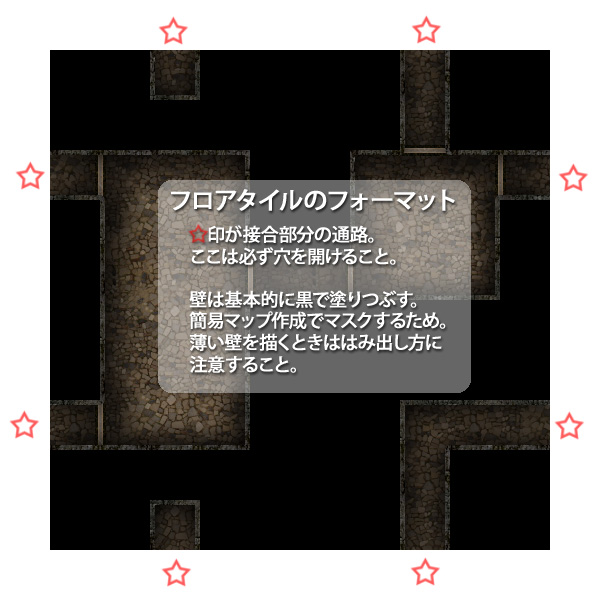 フロアタイルのフォーマット
☆印が接合部分の通路。
ここは必ず穴を開けること。
壁は基本的に黒で塗りつぶす。
簡易マップ作成でマスクするため。
薄い壁を描くときははみ出し方に
注意すること。